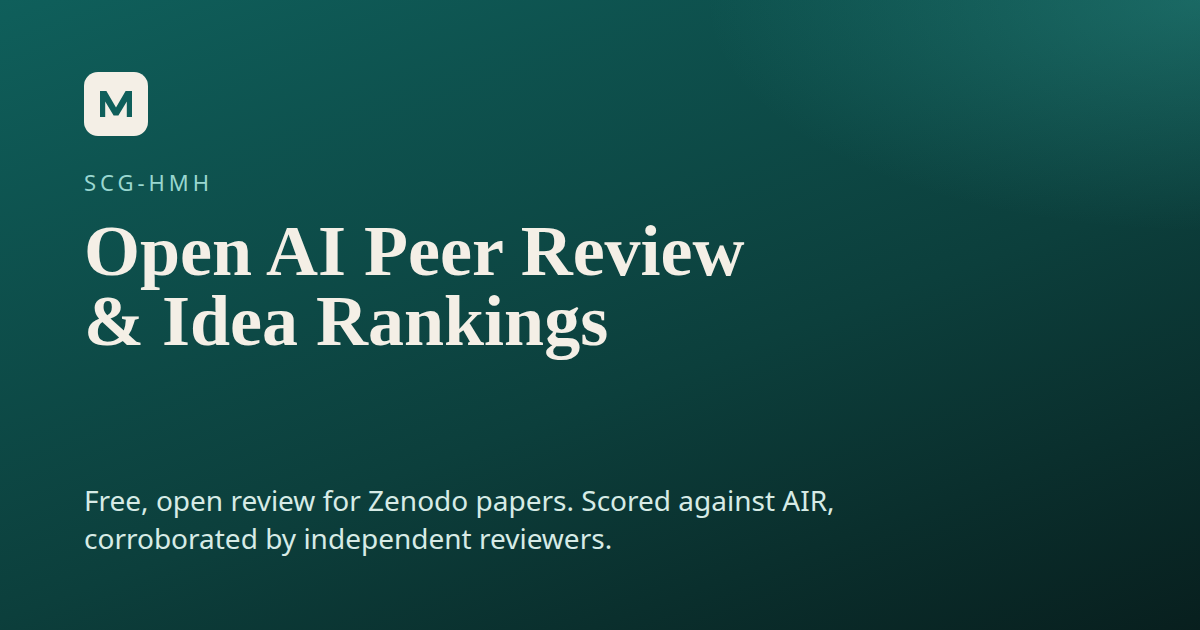 M
SCG-HMH
Open AI Peer Review
& Idea Rankings
Free, open review for Zenodo papers. Scored against AIR,
corroborated by independent reviewers.